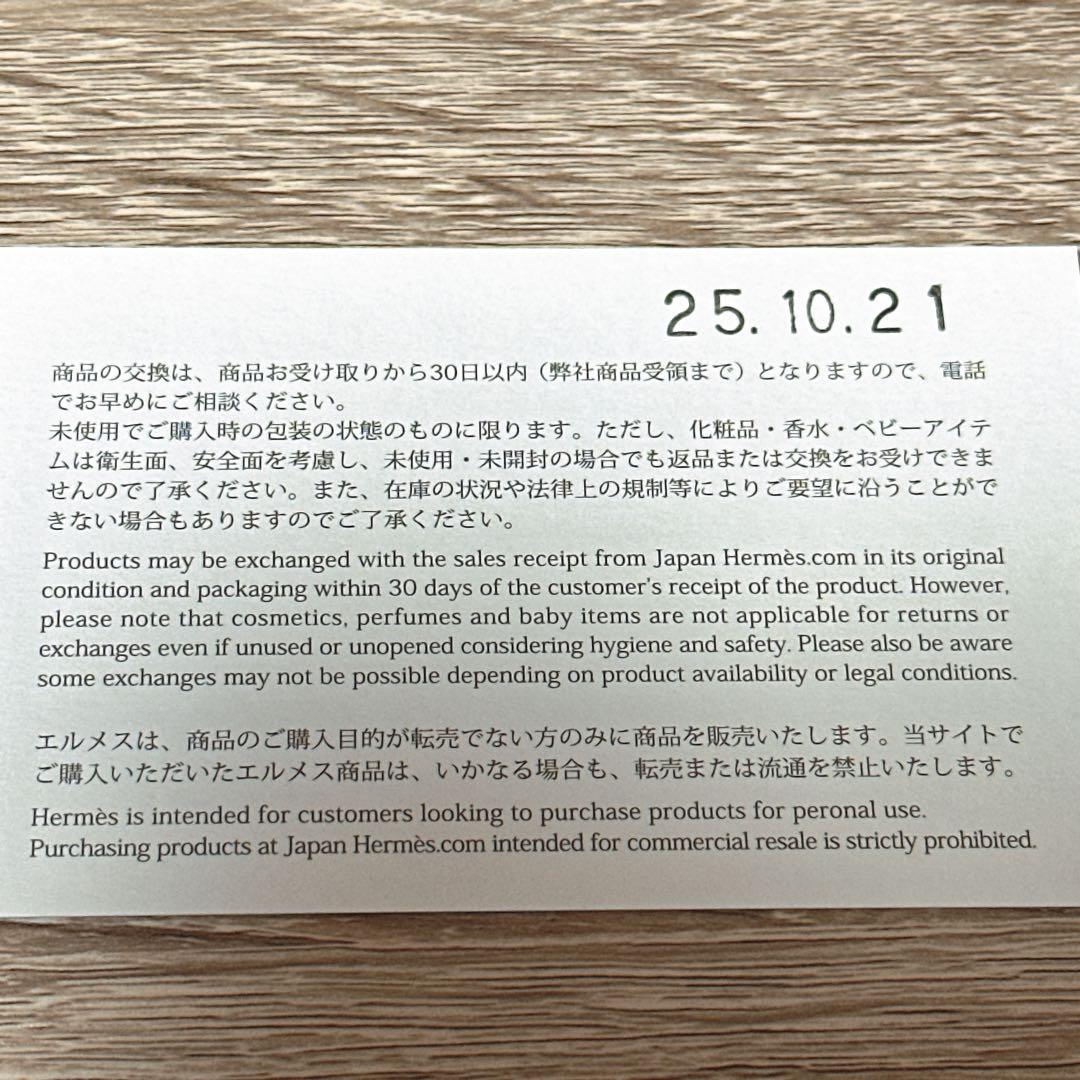 25.10.21
商品の交換は、商品お受け取りから30日以内（弊社商品受領まで）となりますので、電話
でお早めにご相談ください。
未使用でご購入時の包装の状態のものに限ります。ただし、化粧品・香水・ベビーアイテ
ムは衛生面、安全面を考慮し、未使用・未開封の場合でも返品または交換をお受けできま
せんので了承ください。また、在庫の状況や法律上の規制等によりご要望に沿うことがで
きない場合もありますのでご了承ください。
Products may be exchanged with the sales receipt from Japan Hermès.com in its original
condition and packaging within 30 days of the customer's receipt of the product. However,
please note that cosmetics, perfumes and baby items are not applicable for returns or
exchanges even if unused or unopened considering hygiene and safety. Please also be aware
some exchanges may not be possible depending on product availability or legal conditions.
エルメスは、商品のご購入目的が転売でない方のみに商品を販売いたします。当サイトで
ご購入いただいたエルメス商品は、いかなる場合も、転売または流通を禁止いたします。
Hermès is intended for customers looking to purchase products for peronal use.
Purchasing products at Japan Hermès.com intended for commercial resale is strictly prohibited.